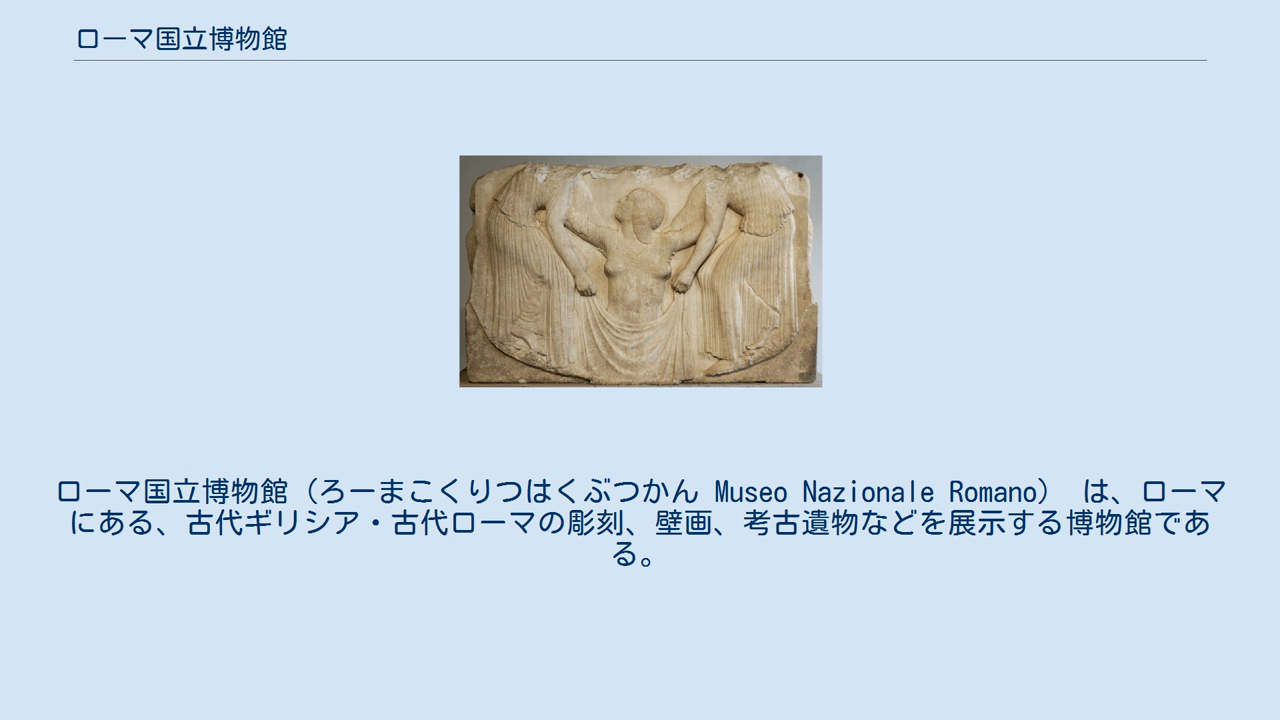 ローマ国立博物館
ローマ国立博物館（ろーまこくりつはくぶつかん Museo Nazionale Romano） は、ローマ
にある、古代ギリシア・古代ローマの彫刻、壁画、考古遺物などを展示する博物館であ
る。